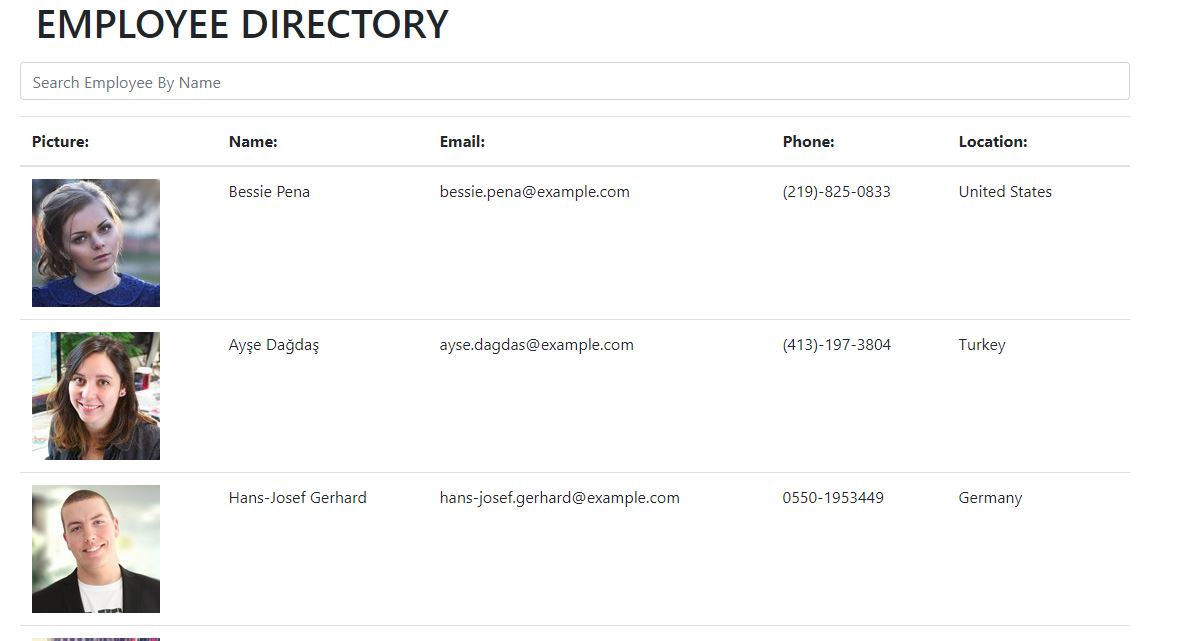 EMPLOYEE DIRECTORY
Search Employee By Name
Picture: Name: Email: Phone: Location:
Bessie Pena bessie.pena@example.com (219)-825-0833 United States
Ayşe Dağdaş ayse.dagdas@example.com (413)-197-3804 Turkey
Hans-Josef Gerhard hans-josef.gerhard@example.com 0550-1953449 Germany